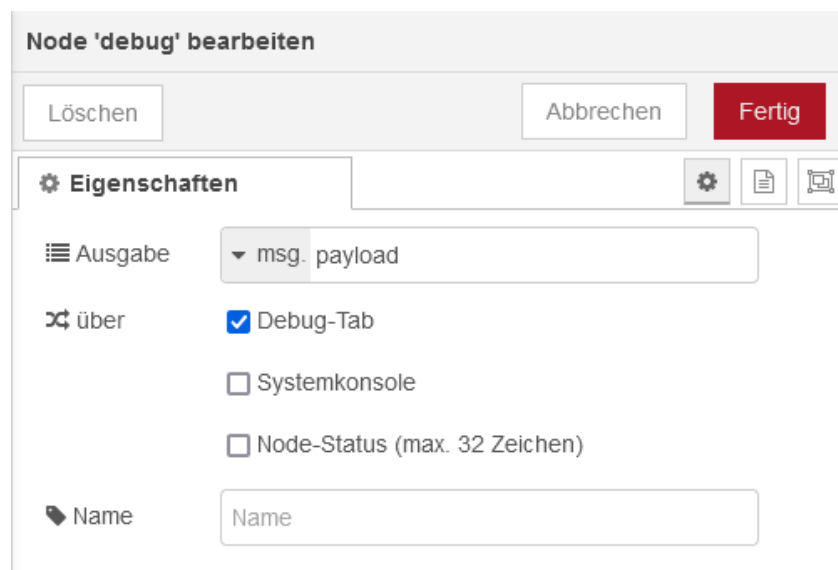 Node 'debug' bearbeiten
Löschen Abbrechen Fertig
Eigenschaften
Ausgabe msg. payload
über Debug-Tab
Systemkonsole
Node-Status (max. 32 Zeichen)
Name Name